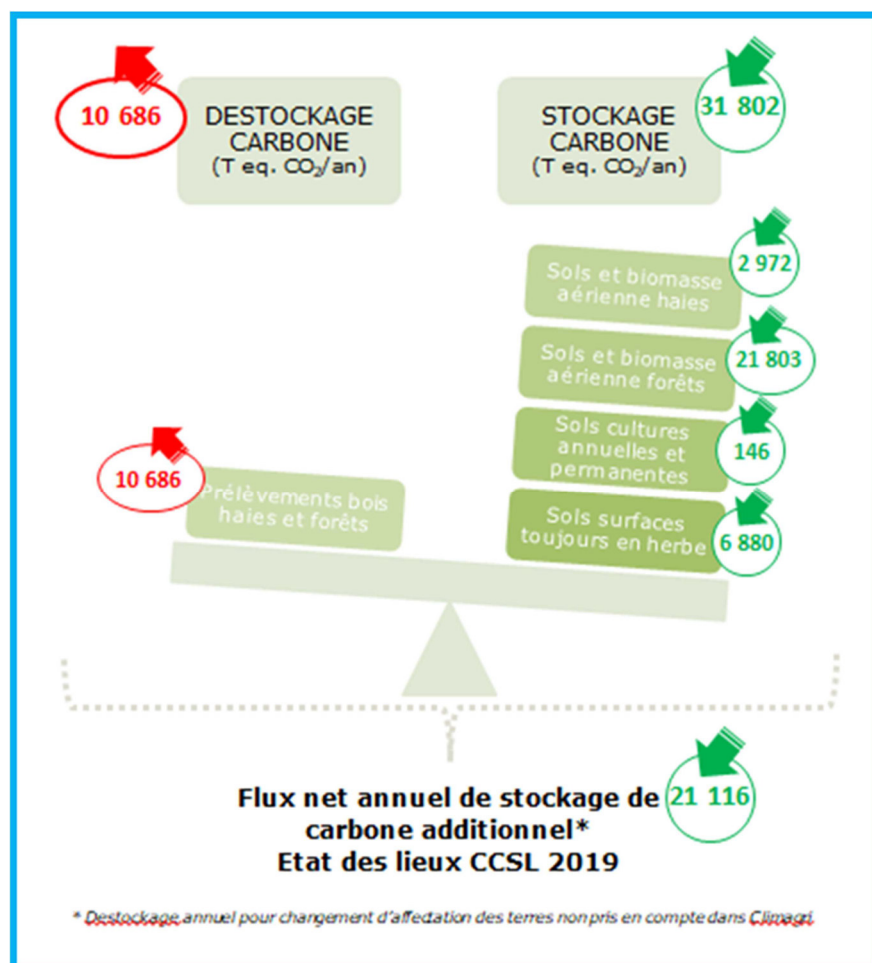 10 686
DESTOCKAGE
CARBONE
(T eq. CO₂/an)
STOCKAGE
CARBONE
(T eq. CO₂/an)
31 802
Sols et biomasse
aérienne haies
2 972
Sols et biomasse
aérienne forêts
21 803
Sols cultures
annuelles et
permanentes
146
10 686
Prélèvements bois
haies et forêts
Sols surfaces
toujours en herbe
6 880
Flux net annuel de stockage de
carbone additionnel*
Etat des lieux CCSL 2019
21 116
* Destockage annuel pour changement d'affectation des terres non pris en compte dans Climagri.